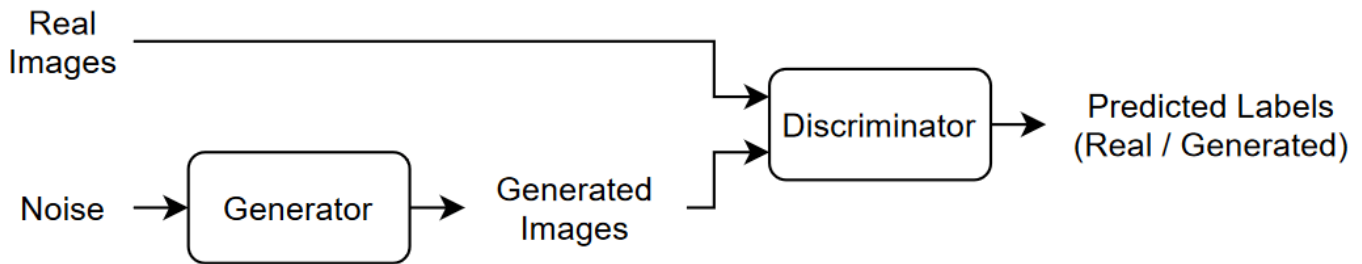 Real
Images
Discriminator
Predicted Labels
(Real / Generated)
Noise
Generator
Generated
Images